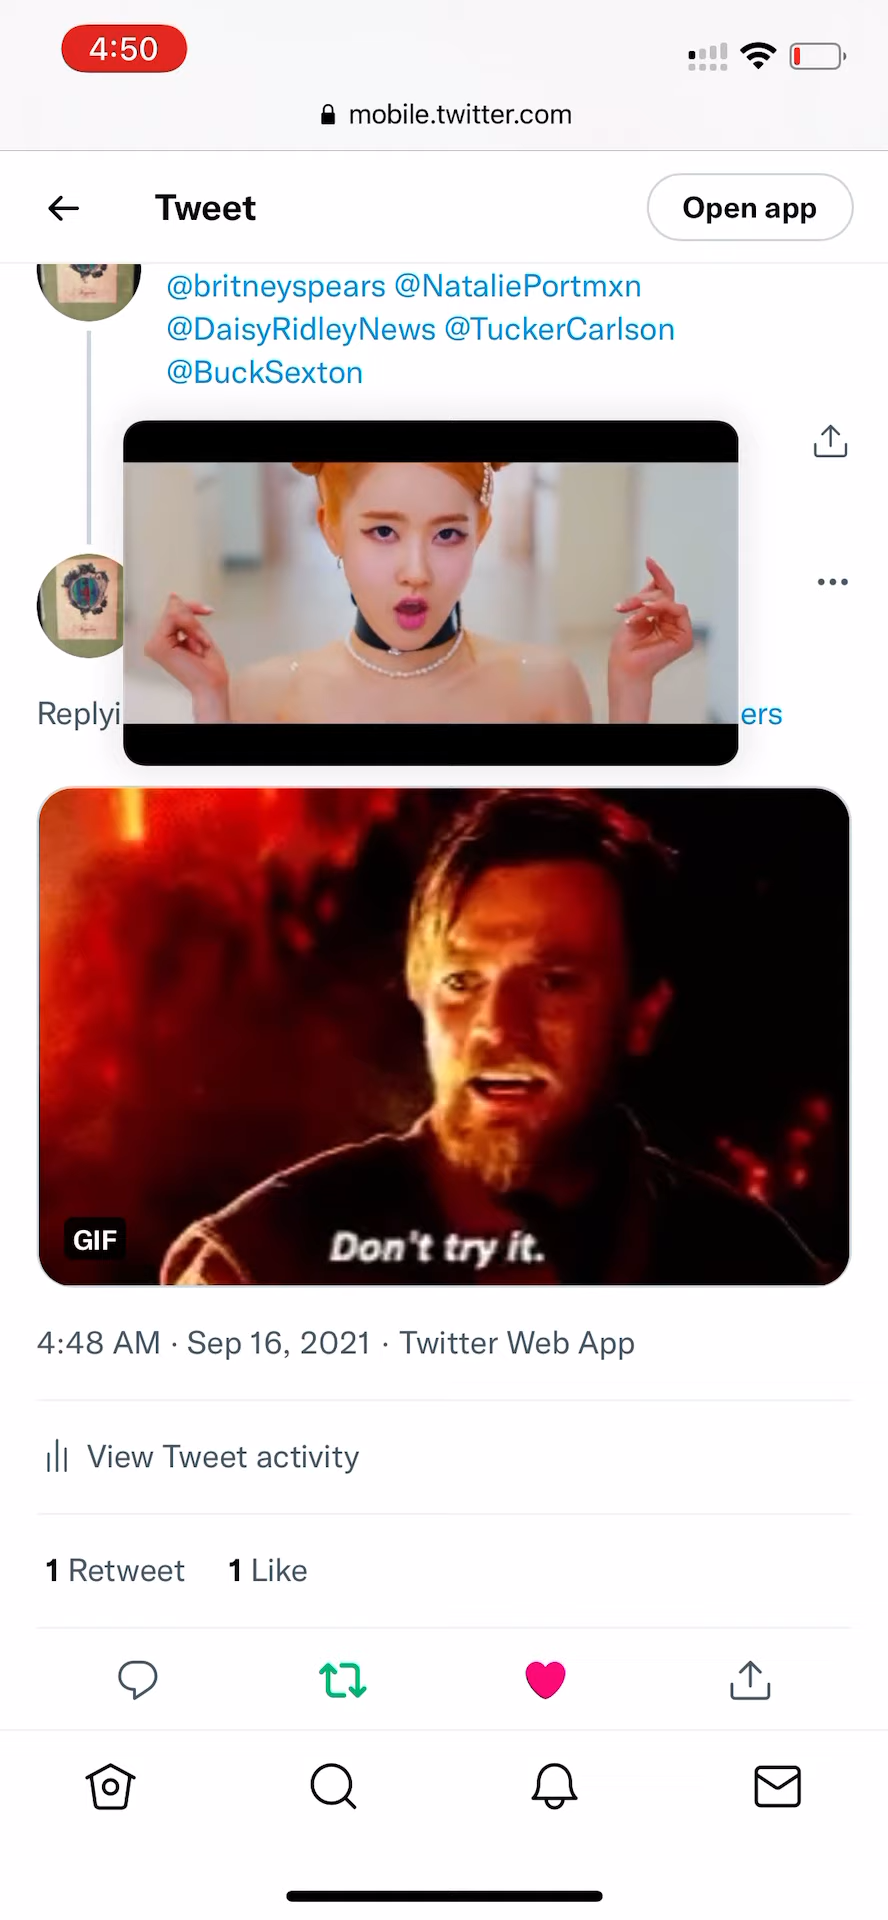 4:50
mobile.twitter.com
Tweet
Open app
@britneyspears @NataliePortmxn
@DaisyRidleyNews @TuckerCarlson
@BuckSexton
Replyi
ers
Don't try it.
GIF
4:48 AM · Sep 16, 2021 · Twitter Web App
View Tweet activity
1 Retweet 1 Like